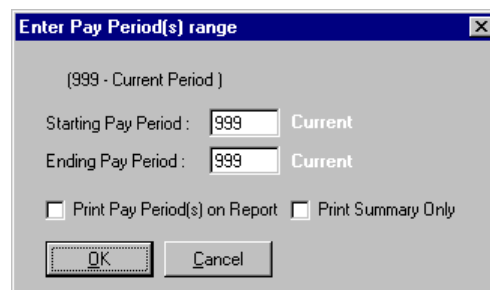 Enter Pay Period(s) range
(999 - Current Period )
Starting Pay Period : 999 Current
Ending Pay Period : 999 Current
Print Pay Period(s) on Report Print Summary Only
OK Cancel